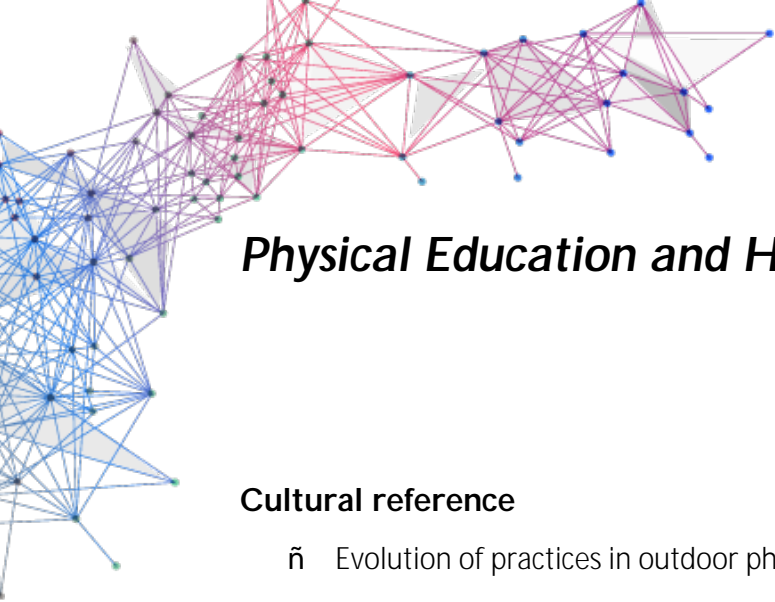 Physical Education and H
Cultural reference
ñ Evolution of practices in outdoor ph